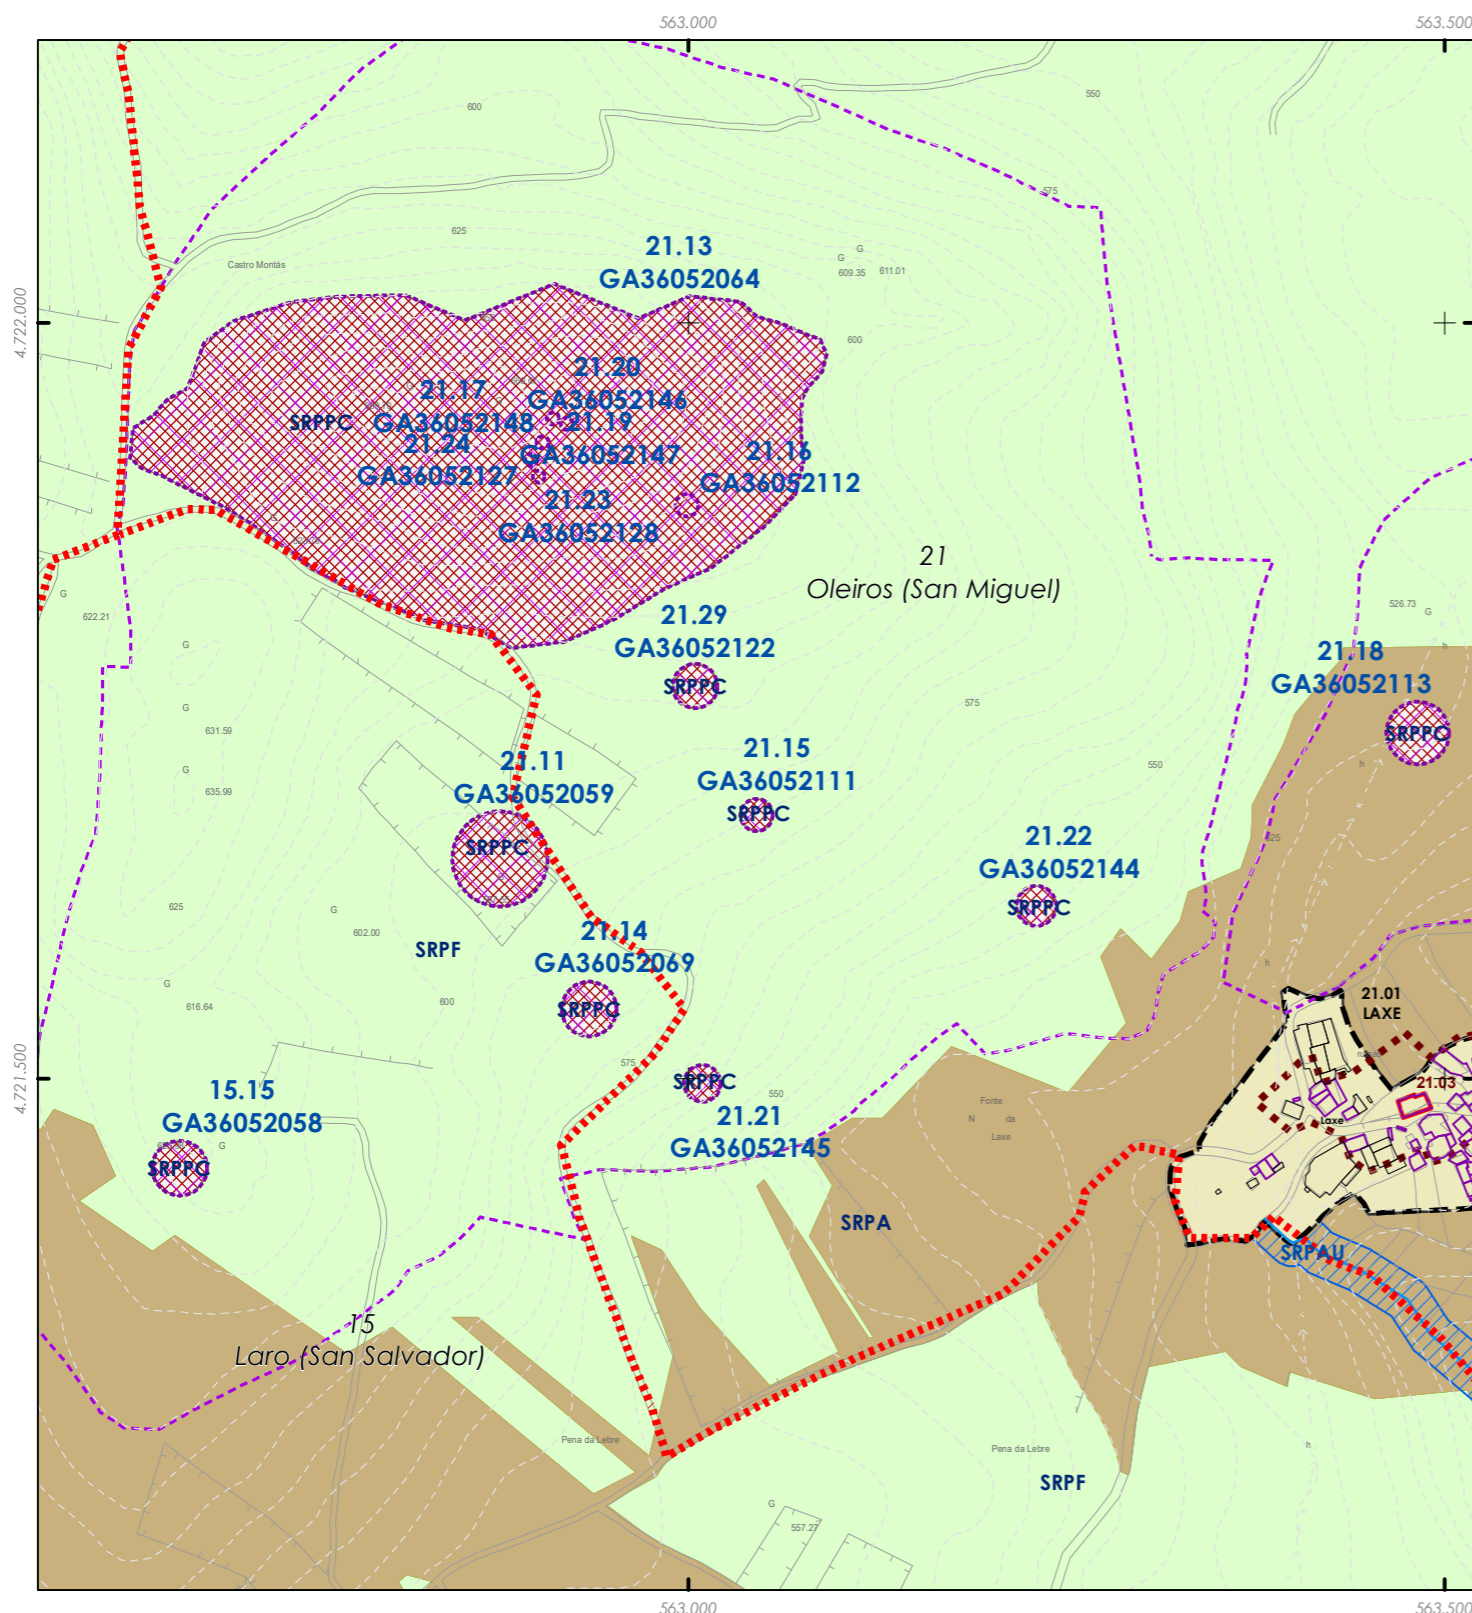 563.000
563.500
600
550
575
625
Castro Montás
G
G
609.35
611.01
21.13
GA36052064
4.722.000
600
21.20
GA36052146
21.17
GA36052148
SRPPC
21.19
GA36052147
21.24
GA36052127
21.16
GA36052112
21.23
GA36052128
21
Oleiros (San Miguel)
G
622.21
526.73
G
h
21.29
GA36052122
SRPPC
G
21.18
GA36052113
SRPPC
G
631.59
575
21.15
GA36052111
SRPPC
21.11
GA36052059
SRPPC
G
635.99
550
h
21.22
GA36052144
SRPPC
625
G
602.00
SRPF
21.14
GA36052069
SRPPC
h
G
616.64
600
21.01
LAXE
575
SRPPC
550
21.21
GA36052145
4.721.500
21.03
Fonte
N da
Laxe
Laxe
15.15
GA36052058
G
SRPPC
SRPA
SRPAU
15
Laro (San Salvador)
Pena da Lebre
Pena da Lebre
h
SRPF
G
557.27
563.000
563.500